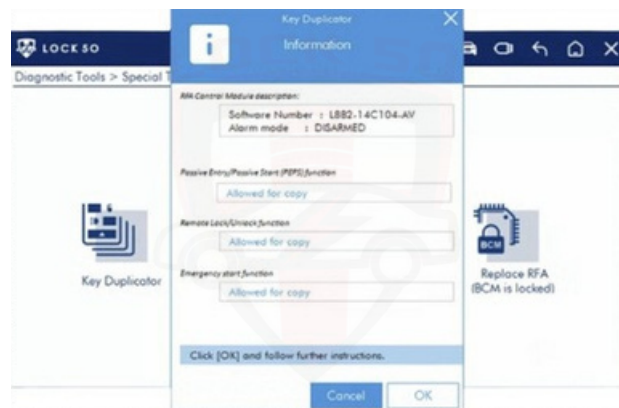 Key Duplicator
Information
LOCK 50
Diagnostic Tools > Special T
RFA Control Module description:
Software Number : L8B2-14C104-AV
Alarm mode : DISARMED
Passive Entry/Passive Start (PEPS) function
Allowed for copy
Remote Lock/Unlock function
Allowed for copy
Emergency start function
Allowed for copy
Key Duplicator
BCM
Replace RFA
(BCM is locked)
Click [OK] and follow further instructions.
Cancel
OK